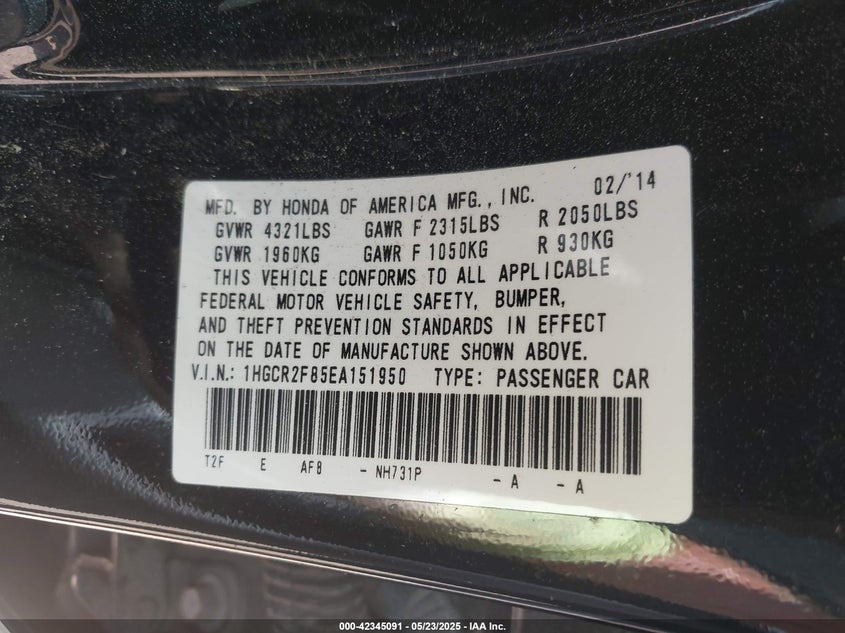 MFD. BY HONDA OF AMERICA MFG., INC. 02/'14
GVWR 4321LBS GAWR F 2315LBS R 2050LBS
GVWR 1960KG GAWR F 1050KG R 930KG
THIS VEHICLE CONFORMS TO ALL APPLICABLE
FEDERAL MOTOR VEHICLE SAFETY, BUMPER,
AND THEFT PREVENTION STANDARDS IN EFFECT
ON THE DATE OF MANUFACTURE SHOWN ABOVE.
V.I.N.: 1HGCR2F85EA151950 TYPE: PASSENGER CAR
T2F E AF8 - NH731P - A - A
000-42345091 — 05/23/2025 — IAA Inc.